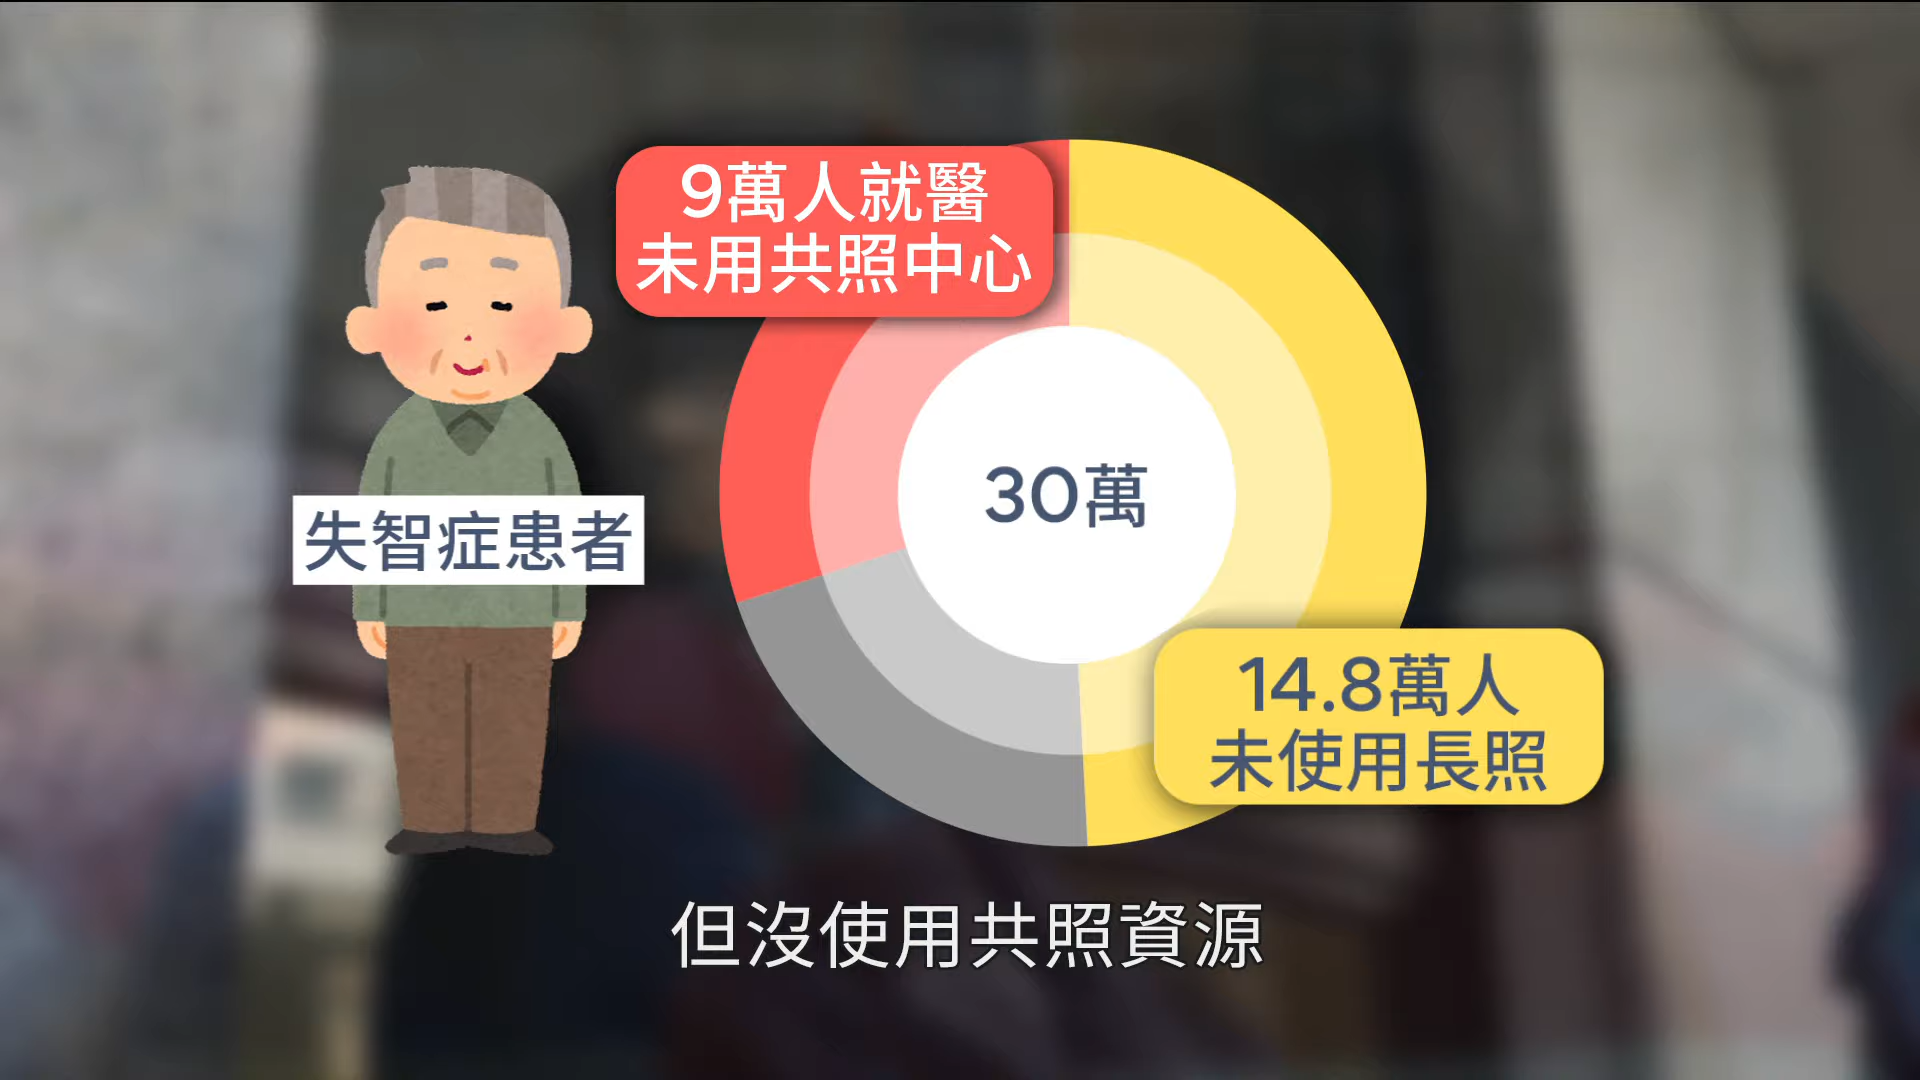 9萬人就醫
未用共照中心
30萬
失智症患者
14.8萬人
未使用長照
但沒使用共照資源